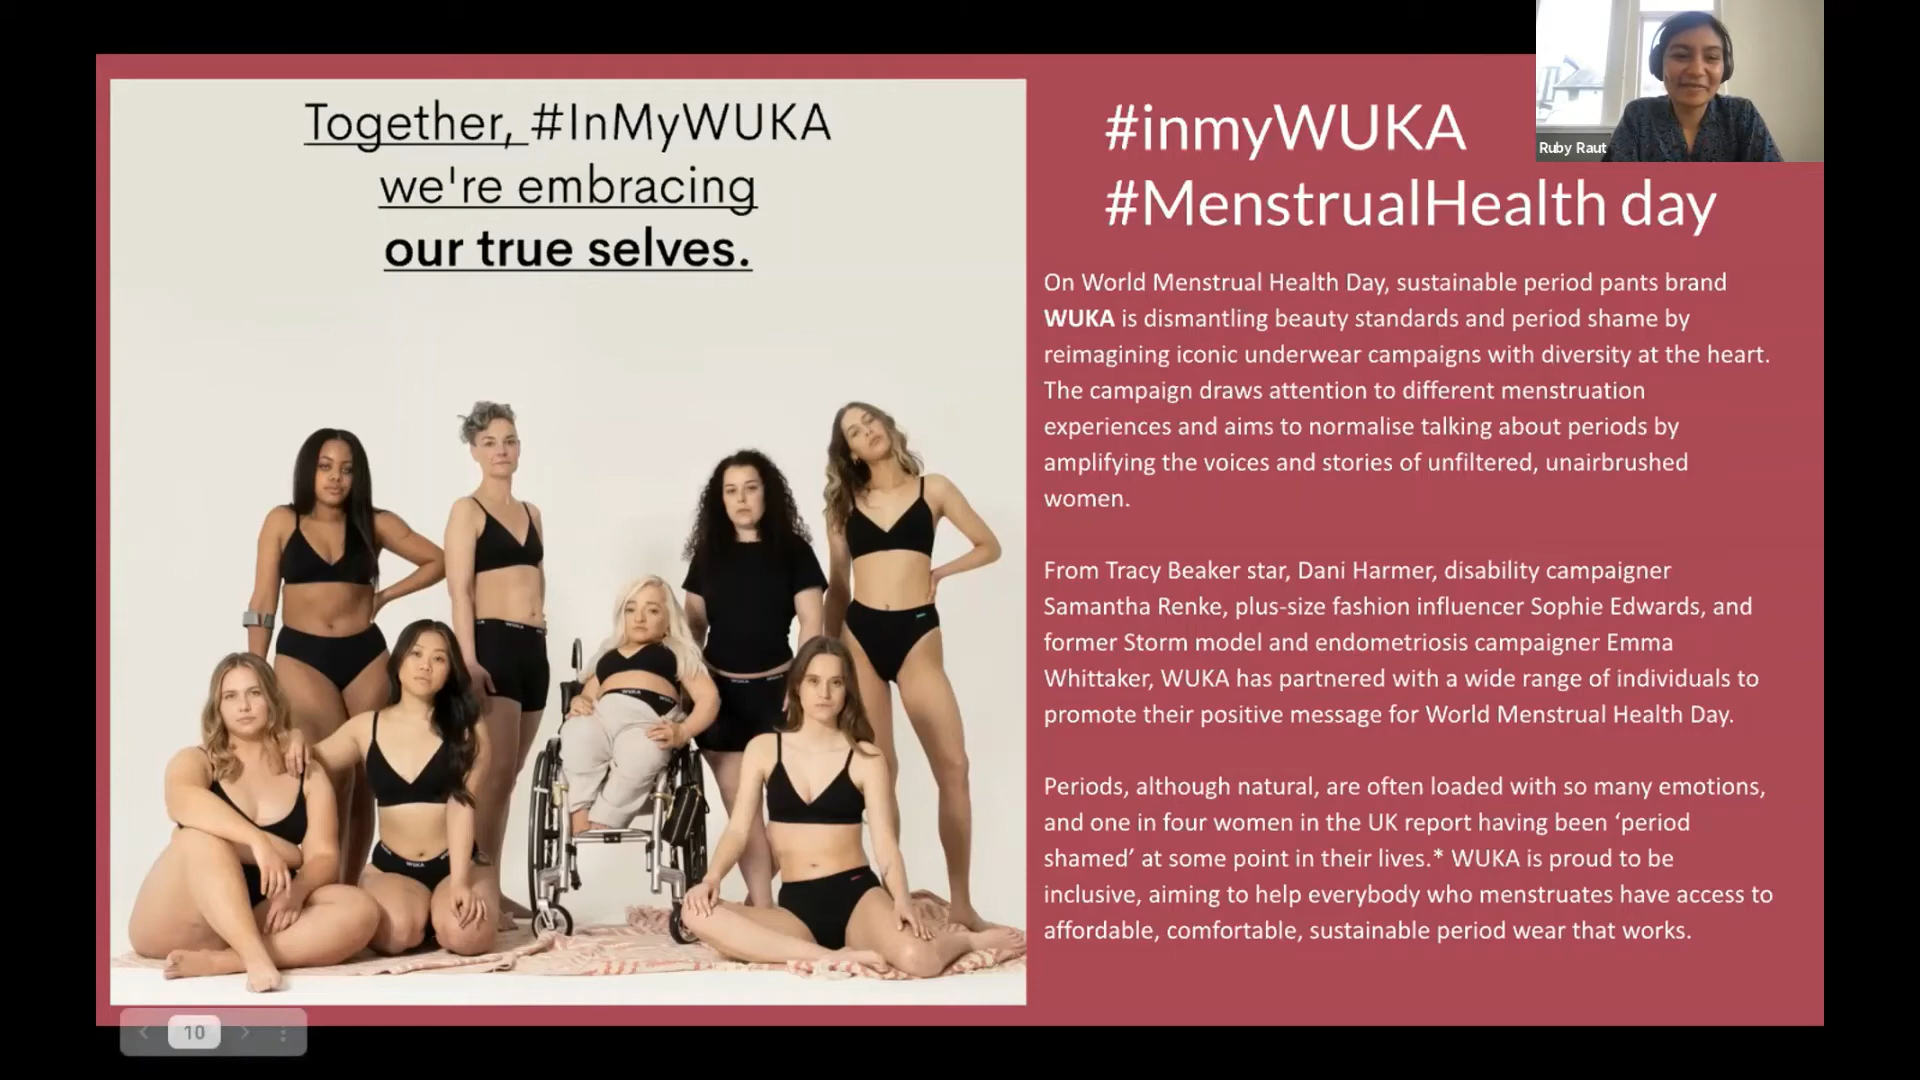 Together, #InMyWUKA
we're embracing
our true selves.
#inmyWUKA
#MenstrualHealth day
Ruby Raut
On World Menstrual Health Day, sustainable period pants brand
WUKA is dismantling beauty standards and period shame by
reimagining iconic underwear campaigns with diversity at the heart.
The campaign draws attention to different menstruation
experiences and aims to normalise talking about periods by
amplifying the voices and stories of unfiltered, unairbrushed
women.
From Tracy Beaker star, Dani Harmer, disability campaigner
Samantha Renke, plus-size fashion influencer Sophie Edwards, and
former Storm model and endometriosis campaigner Emma
Whittaker, WUKA has partnered with a wide range of individuals to
promote their positive message for World Menstrual Health Day.
Periods, although natural, are often loaded with so many emotions,
and one in four women in the UK report having been ‘period
shamed’ at some point in their lives.* WUKA is proud to be
inclusive, aiming to help everybody who menstruates have access to
affordable, comfortable, sustainable period wear that works.
WUKA
WUKA
WUKA
10